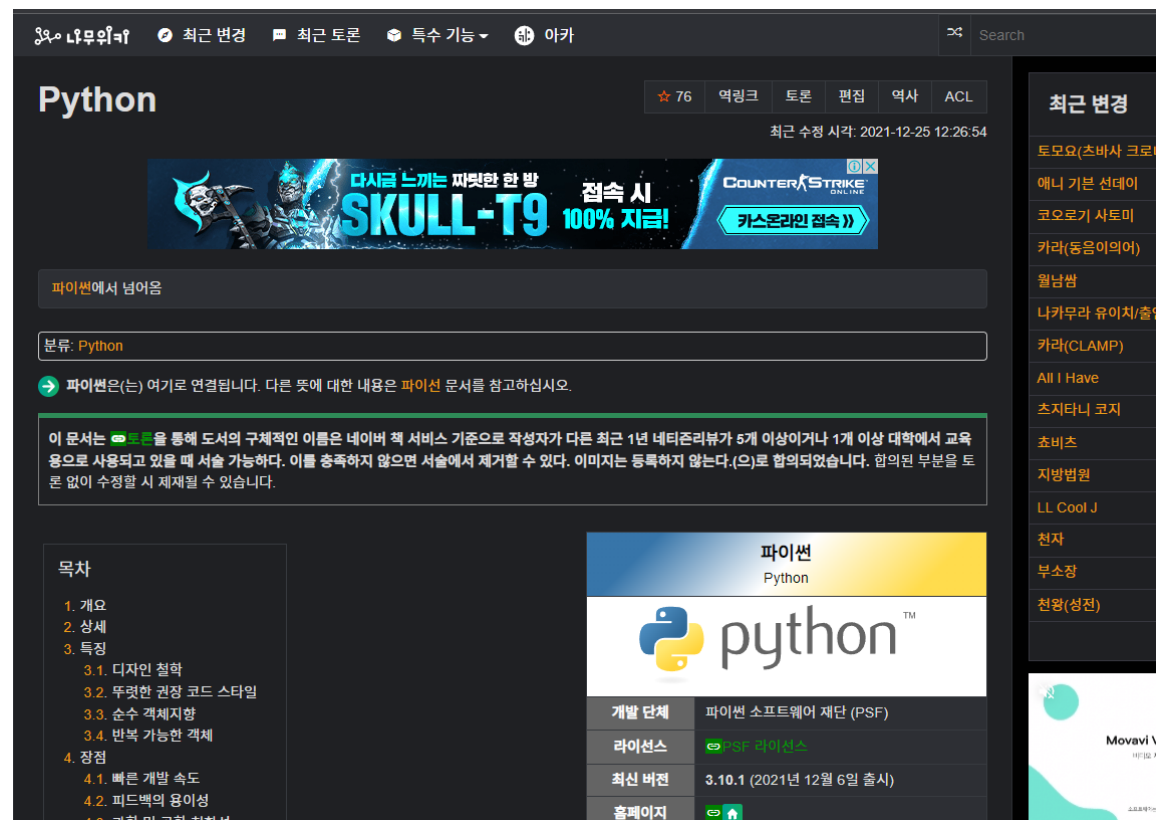 나무위키 최근 변경 최근 토론 특수 기능 아카 Search
Python
76 역링크 토론 편집 역사 ACL
최근 수정 시각: 2021-12-25 12:26:54
다시금 느끼는 짜릿한 한 방
SKULL-T9
접속 시
100% 지급!
COUNTER STRIKE
ONLINE
카스온라인 접속 》
파이썬에서 넘어옴
분류: Python
파이썬은(는) 여기로 연결됩니다. 다른 뜻에 대한 내용은 파이선 문서를 참고하십시오.
이 문서는 토론을 통해 도서의 구체적인 이름은 네이버 책 서비스 기준으로 작성자가 다른 최근 1년 네티즌리뷰가 5개 이상이거나 1개 이상 대학에서 교육
용으로 사용되고 있을 때 서술 가능하다. 이를 충족하지 않으면 서술에서 제거할 수 있다. 이미지는 등록하지 않는다.(으)로 합의되었습니다. 합의된 부분을 토
론 없이 수정할 시 제재될 수 있습니다.
목차
1. 개요
2. 상세
3. 특징
3.1. 디자인 철학
3.2. 뚜렷한 권장 코드 스타일
3.3. 순수 객체지향
3.4. 반복 가능한 객체
4. 장점
4.1. 빠른 개발 속도
4.2. 피드백의 용이성
파이썬
Python
python™
개발 단체 파이썬 소프트웨어 재단 (PSF)
라이선스 PSF 라이선스
최신 버전 3.10.1 (2021년 12월 6일 출시)
홈페이지
최근 변경
토모요(츠바사 크로
애니 기븐 선데이
코오로기 사토미
카라(동음이의어)
월남쌈
나카무라 유이치/출
카라(CLAMP)
All I Have
츠지타니 코지
쵸비츠
지방법원
LL Cool J
천자
부소장
천왕(성전)
Movavi V